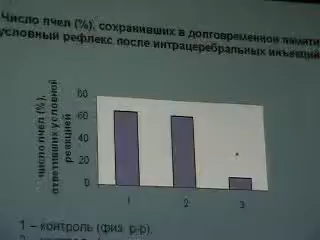 Число пчел (%), сохранивших в долговременной памяти
условный рефлекс после интрацеребральных инъекций
число пчел (%),
ответивших условной
реакцией
80
60
40
20
0
1
2
3
1 – контроль (физ. р-р).